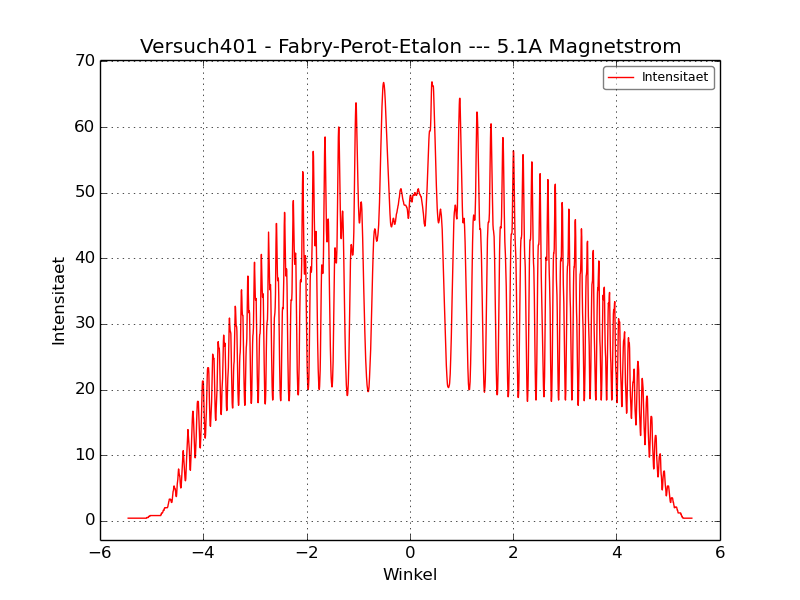 Versuch401 - Fabry-Perot-Etalon --- 5.1A Magnetstrom
Intensitaet
70
60
50
40
30
20
10
0
Intensitaet
−6 −4 −2 0 2 4 6
Winkel